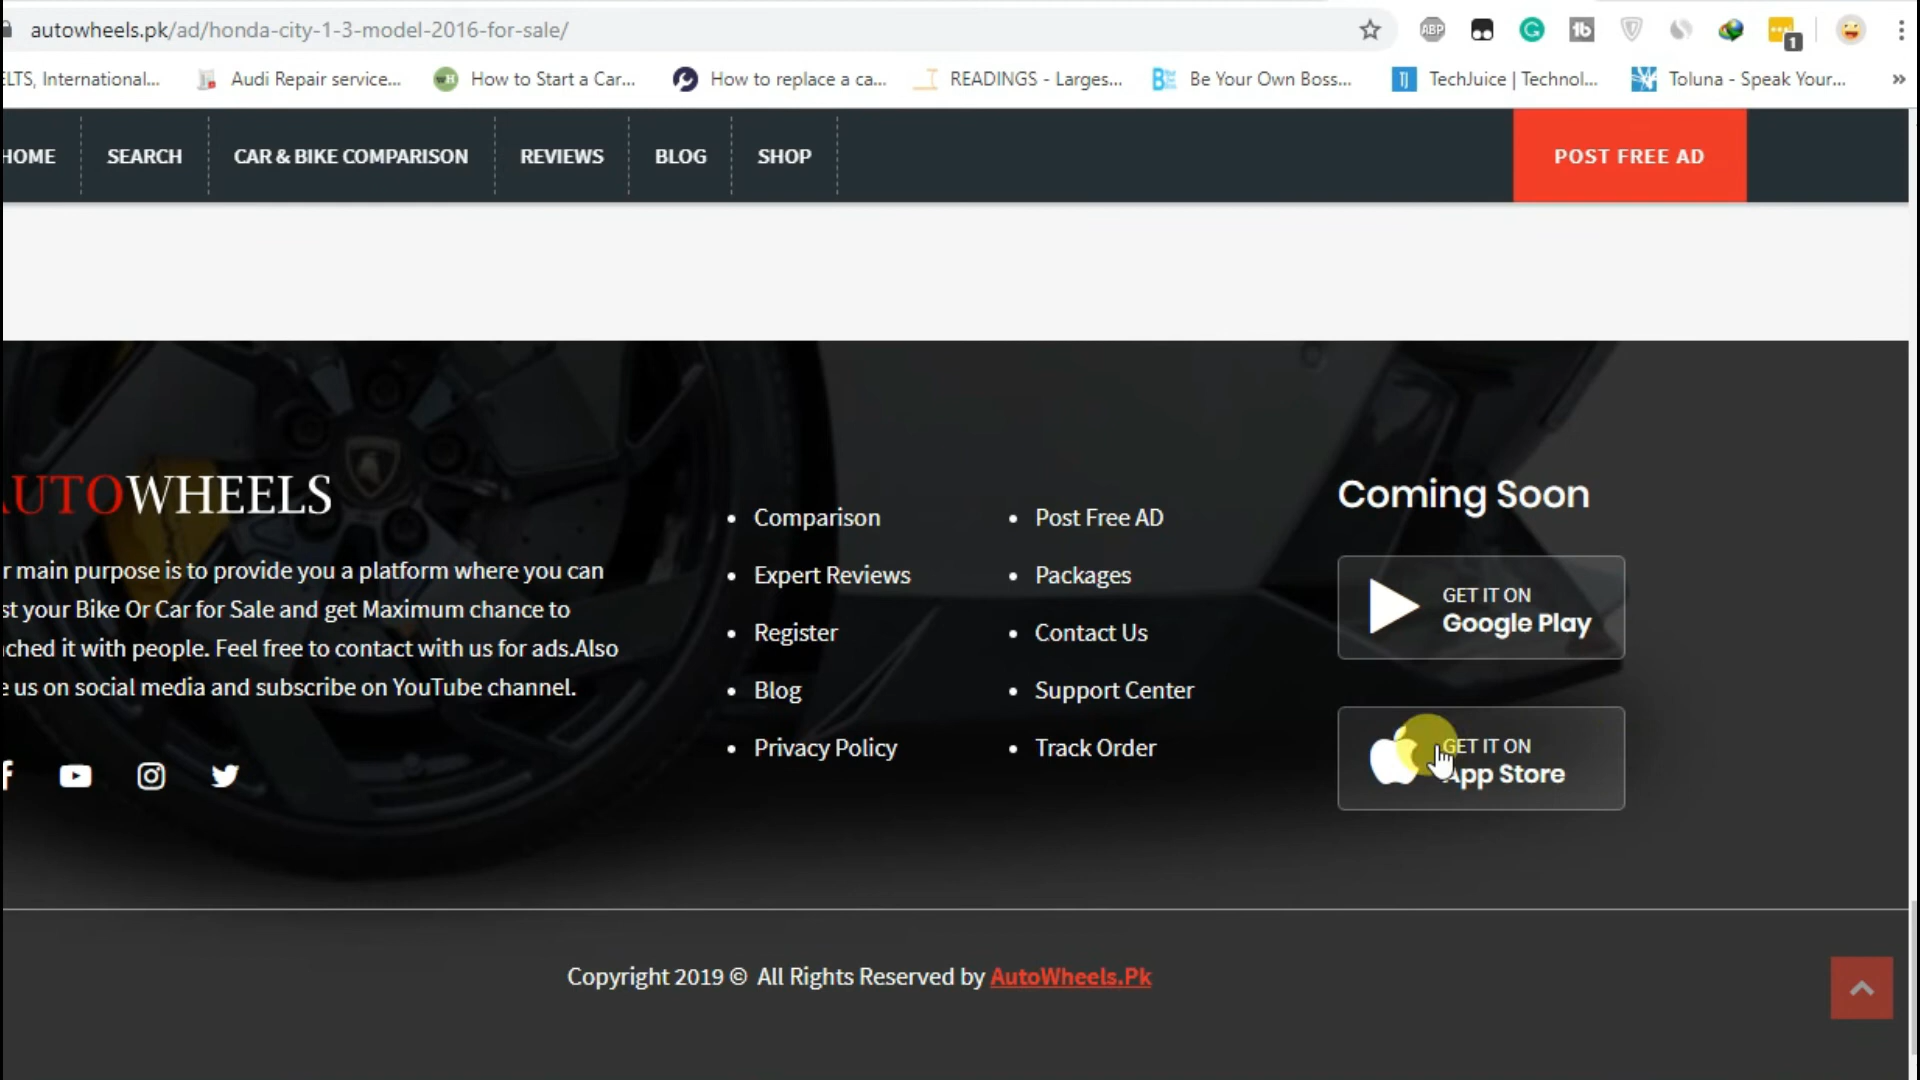 autowheels.pk/ad/honda-city-1-3-model-2016-for-sale/
ABP
1
ELTS, International...
Audi Repair service...
How to Start a Car...
How to replace a ca...
READINGS - Larges...
Be Your Own Boss...
TJ
TechJuice | Technol...
Toluna - Speak Your...
»
HOME
SEARCH
CAR & BIKE COMPARISON
REVIEWS
BLOG
SHOP
POST FREE AD
AUTOWHEELS
r main purpose is to provide you a platform where you can
st your Bike Or Car for Sale and get Maximum chance to
ched it with people. Feel free to contact with us for ads.Also
e us on social media and subscribe on YouTube channel.
• Comparison
• Expert Reviews
• Register
• Blog
• Privacy Policy
• Post Free AD
• Packages
• Contact Us
• Support Center
• Track Order
Coming Soon
GET IT ON
Google Play
GET IT ON
App Store
Copyright 2019 © All Rights Reserved by AutoWheels.Pk